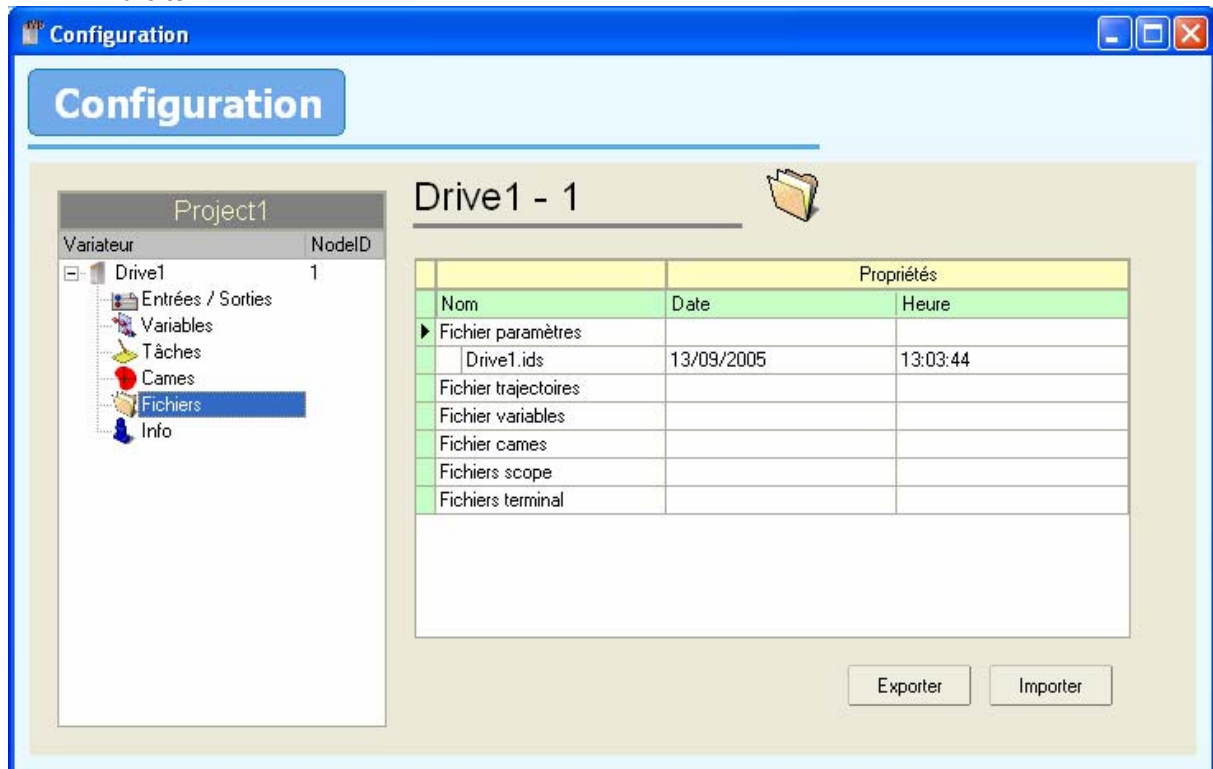 Configuration
Configuration
Project1
Variateur NodeID
Drive1 1
Entrées / Sorties
Variables
Tâches
Cames
Fichiers
Info
Drive1 - 1
Propriétés
Nom Date Heure
Fichier paramètres
Drive1.ids 13/09/2005 13:03:44
Fichier trajectoires
Fichier variables
Fichier cames
Fichiers scope
Fichiers terminal
Exporter Importer